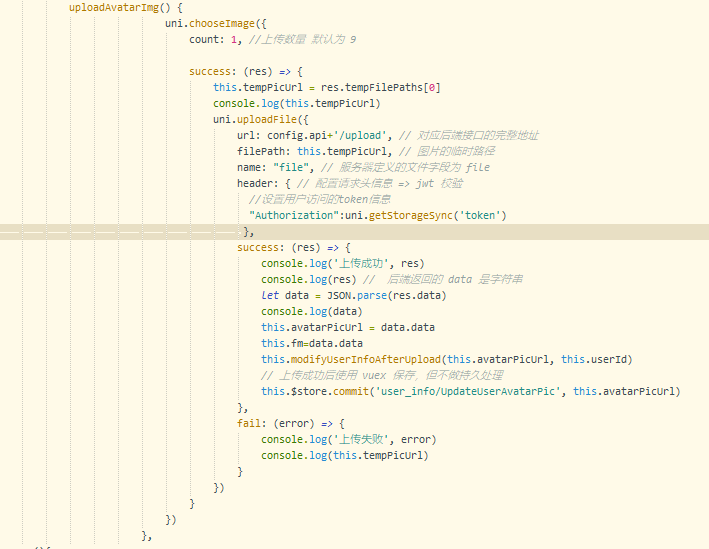 uploadAvatarImg() {
uni.chooseImage({
count: 1, //上传数量 默认为 9
success: (res) => {
this.tempPicUrl = res.tempFilePaths[0]
console.log(this.tempPicUrl)
uni.uploadFile({
url: config.api+'/upload', // 对应后端接口的完整地址
filePath: this.tempPicUrl, // 图片的临时路径
name: "file", // 服务器定义的文件字段为 file
header: { // 配置请求头信息 => jwt 校验
//设置用户访问的token信息
"Authorization":uni.getStorageSync('token')
},
success: (res) => {
console.log('上传成功', res)
console.log(res) //  后端返回的 data 是字符串
let data = JSON.parse(res.data)
console.log(data)
this.avatarPicUrl = data.data
this.fm=data.data
this.modifyUserInfoAfterUpload(this.avatarPicUrl, this.userId)
// 上传成功后使用 vuex 保存，但不做持久处理
this.$store.commit('user_info/UpdateUserAvatarPic', this.avatarPicUrl)
},
fail: (error) => {
console.log('上传失败', error)
console.log(this.tempPicUrl)
}
})
}
})
},